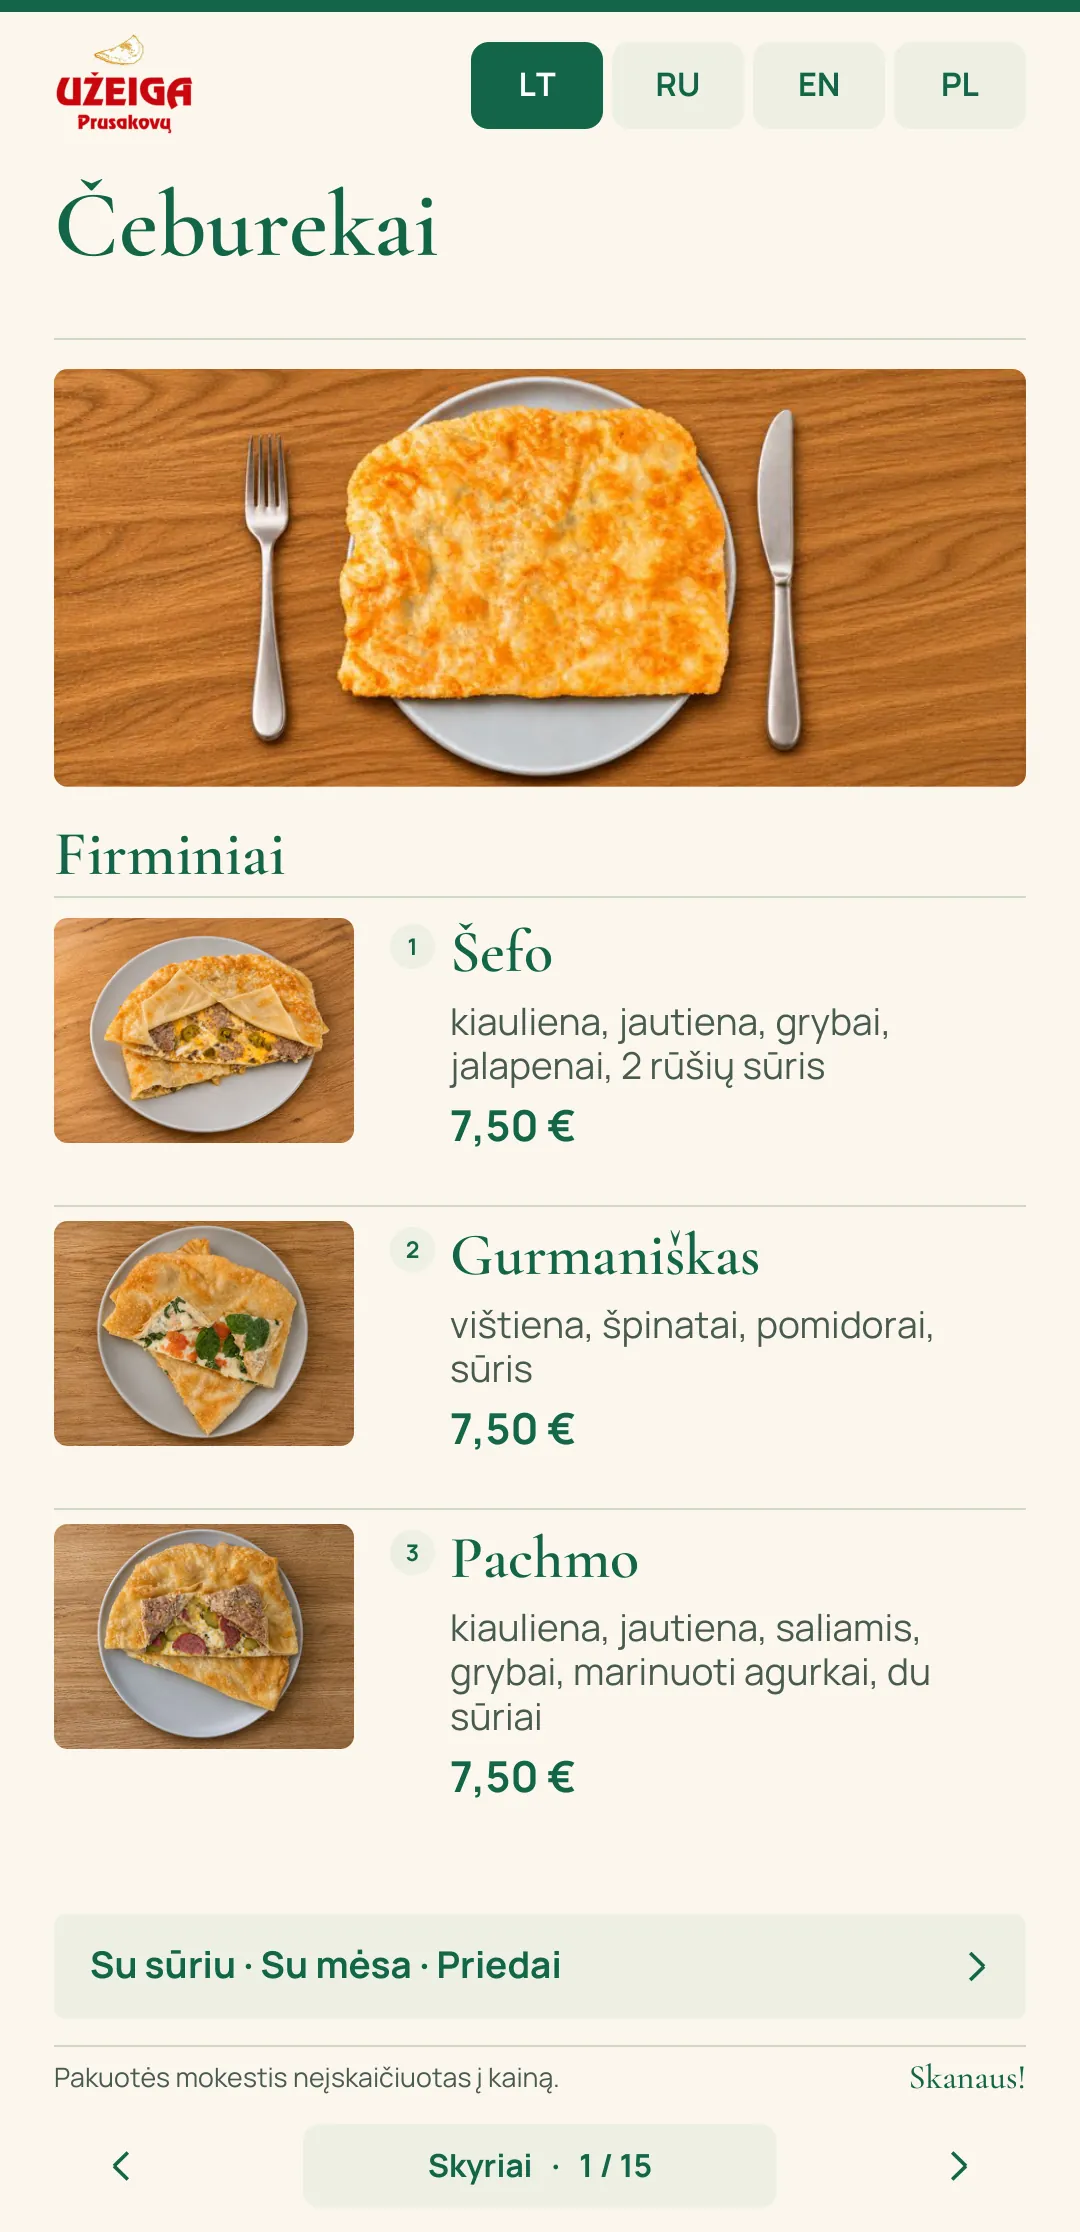 UŽEIGA
Prusakovų
LT
RU
EN
PL
Čeburekai
Firminiai
1
Šefo
kiauliena, jautiena, grybai,
jalapenai, 2 rūšių sūris
7,50 €
2
Gurmaniškas
vištiena, špinatai, pomidorai,
sūris
7,50 €
3
Pachmo
kiauliena, jautiena, saliamis,
grybai, marinuoti agurkai, du
sūriai
7,50 €
Su sūriu · Su mėsa · Priedai
Pakuotės mokestis neįskaičiuotas į kainą.
Skanaus!
Skyriai · 1 / 15